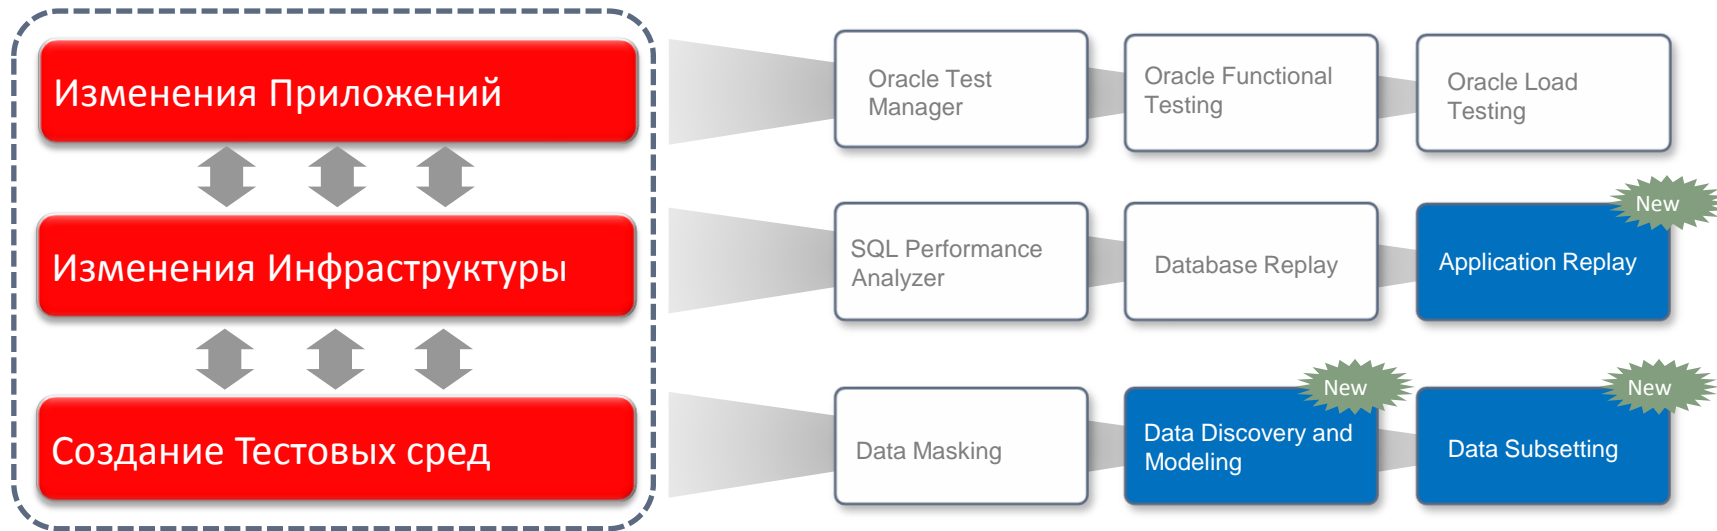 Изменения Приложений
Oracle Test
Manager
Oracle Functional
Testing
Oracle Load
Testing
Изменения Инфраструктуры
SQL Performance
Analyzer
Database Replay
Application Replay
New
Создание Тестовых сред
Data Masking
Data Discovery and
Modeling
New
Data Subsetting
New